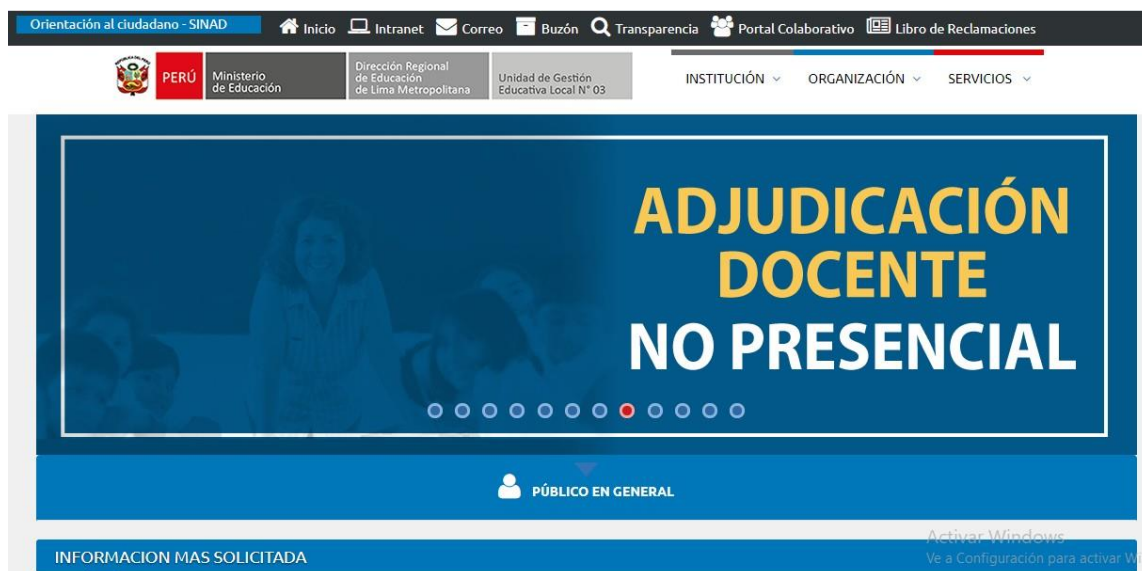 Orientación al ciudadano - SINAD
Inicio Intranet Correo Buzón Transparencia Portal Colaborativo Libro de Reclamaciones
PERÚ
Ministerio
de Educación
Dirección Regional
de Educación
de Lima Metropolitana
Unidad de Gestión
Educativa Local N° 03
INSTITUCIÓN ORGANIZACIÓN SERVICIOS
ADJUDICACIÓN
DOCENTE
NO PRESENCIAL
PÚBLICO EN GENERAL
INFORMACION MAS SOLICITADA
Activar Windows
Ve a Configuración para activar W